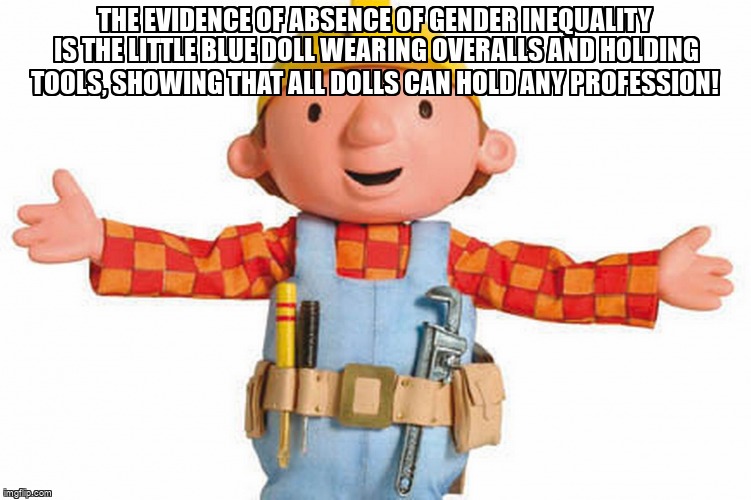 THE EVIDENCE OF ABSENCE OF GENDER INEQUALITY
IS THE LITTLE BLUE DOLL WEARING OVERALLS AND HOLDING
TOOLS, SHOWING THAT ALL DOLLS CAN HOLD ANY PROFESSION!
imgflip.com